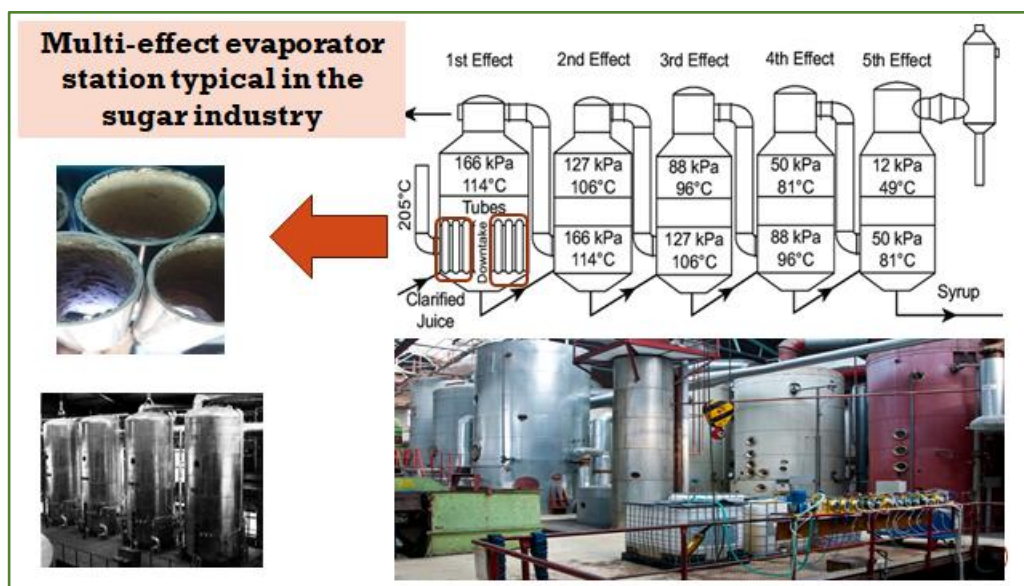 Multi-effect evaporator
station typical in the
sugar industry
1st Effect
2nd Effect
3rd Effect
4th Effect
5th Effect
166 kPa
114°C
127 kPa
106°C
88 kPa
96°C
50 kPa
81°C
12 kPa
49°C
205°C
Tubes
Downtake
166 kPa
114°C
127 kPa
106°C
88 kPa
96°C
50 kPa
81°C
Clarified
Juice
Syrup